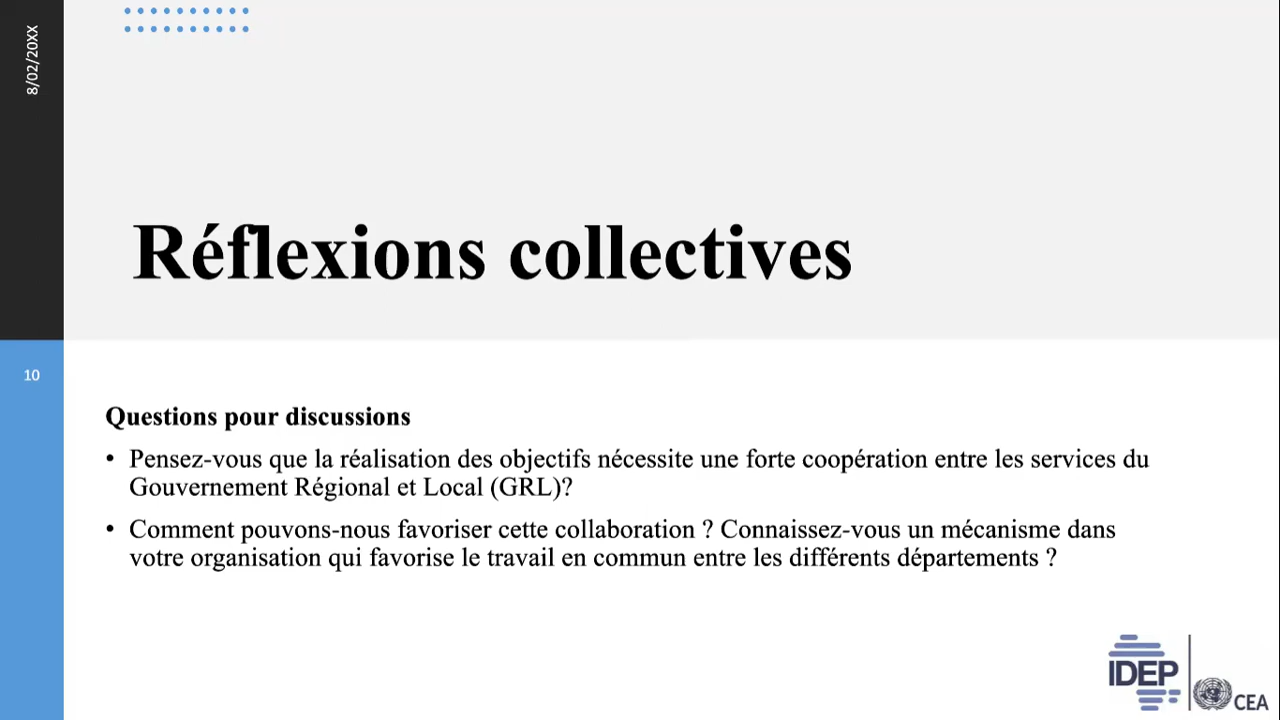 8/02/20XX
Réflexions collectives
10
Questions pour discussions
• Pensez-vous que la réalisation des objectifs nécessite une forte coopération entre les services du
Gouvernement Régional et Local (GRL)?
• Comment pouvons-nous favoriser cette collaboration ? Connaissez-vous un mécanisme dans
votre organisation qui favorise le travail en commun entre les différents départements ?
IDEP
CEA